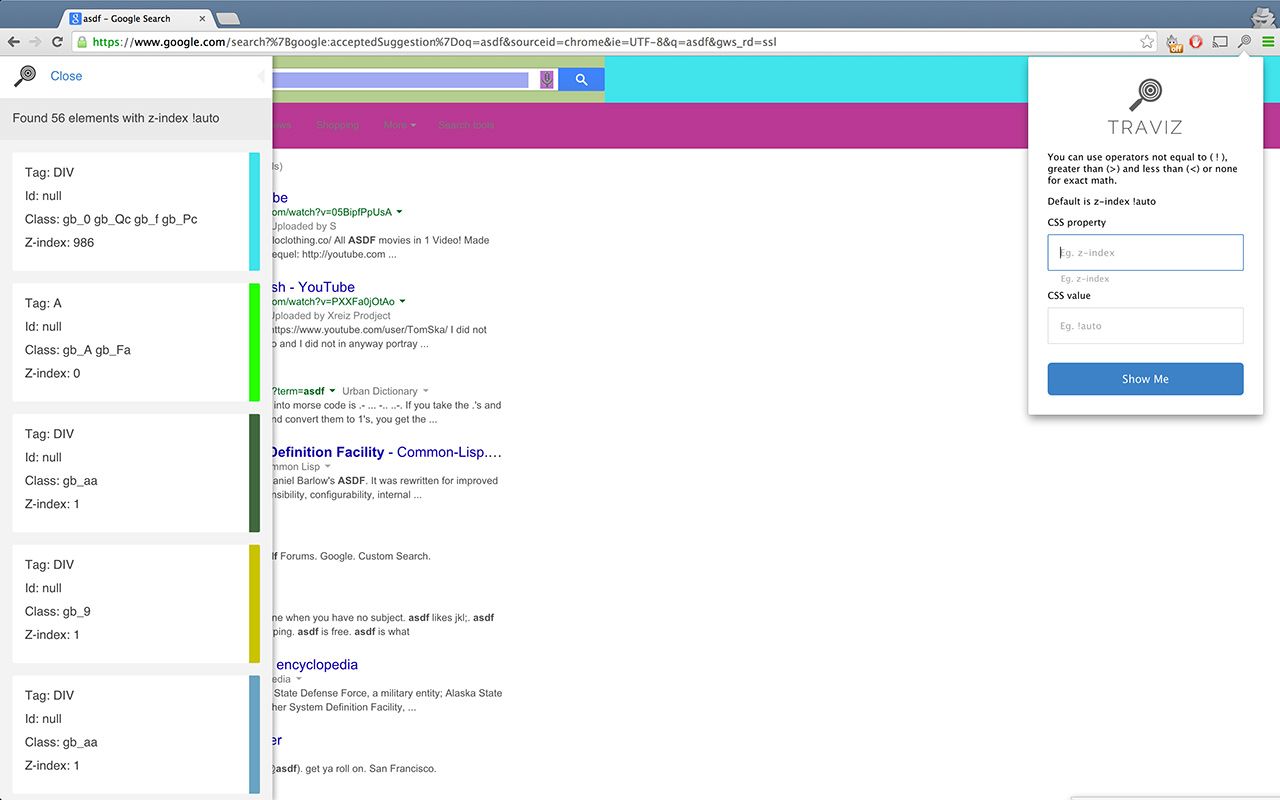 asdf - Google Search
https://www.google.com/search?%7Bgoogle:acceptedSuggestion%7Doq=asdf&sourceid=chrome&ie=UTF-8&q=asdf&gws_rd=ssl
off
Close
Found 56 elements with z-index !auto
Tag: DIV
Id: null
Class: gb_0 gb_Qc gb_f gb_Pc
Z-index: 986
Tag: A
Id: null
Class: gb_A gb_Fa
Z-index: 0
Tag: DIV
Id: null
Class: gb_aa
Z-index: 1
Tag: DIV
Id: null
Class: gb_9
Z-index: 1
Tag: DIV
Id: null
Class: gb_aa
Z-index: 1
Shopping More Search tools
s)
be
om/watch?v=05BipfPpUsA
Uploaded by S
loclothing.co/ All ASDF movies in 1 Video! Made
equel: http://youtube.com ...
sh - YouTube
om/watch?v=PXXFa0jOtAo
Uploaded by Xreiz Prodject
https://www.youtube.com/user/TomSka/ I did not
o and I did not in anyway portray ...
?term=asdf Urban Dictionary
into morse code is .- ... -.. ..-. If you take the .'s and
nd convert them to 1's, you get the ...
Definition Facility - Common-Lisp....
mmon Lisp
aniel Barlow's ASDF. It was rewritten for improved
nsibility, configurability, internal ...
df Forums. Google. Custom Search.
ne when you have no subject. asdf likes jkl;. asdf
ping. asdf is free. asdf is what
encyclopedia
edia
State Defense Force, a military entity; Alaska State
her System Definition Facility, ...
er
asdf). get ya roll on. San Francisco.
TRAVIZ
You can use operators not equal to ( ! ),
greater than (>) and less than (<) or none
for exact math.
Default is z-index !auto
CSS property
Eg. z-index
Eg. z-index
CSS value
Eg. !auto
Show Me